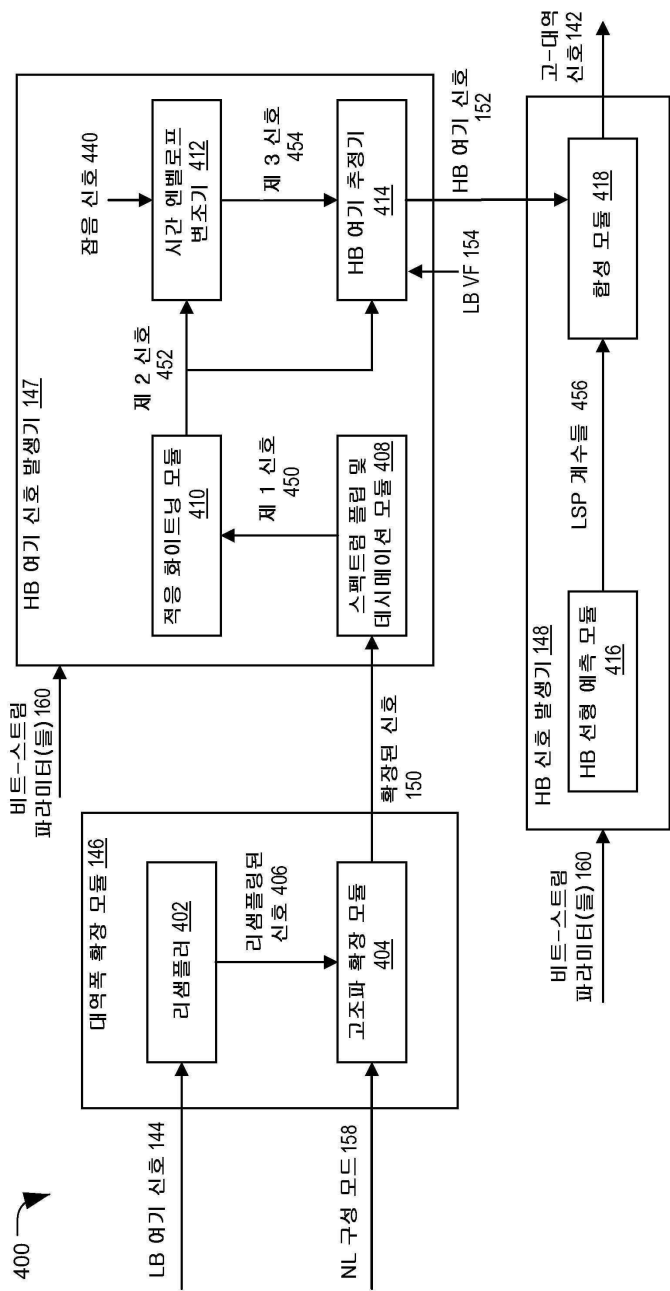 400
LB 여기 신호 144
NL 구성 모드 158
대역폭 확장 모듈 146
리샘플러 402
리샘플링된
신호 406
고조파 확장 모듈
404
확장된 신호
150
비트-스트림
파라미터(들) 160
HB 여기 신호 발생기 147
적응 화이트닝 모듈
410
제 1 신호
450
스펙트럼 플립 및
데시메이션 모듈 408
제 2 신호
452
잡음 신호 440
시간 엔벨로프
변조기 412
제 3 신호
454
HB 여기 추정기
414
LB VF 154
HB 여기 신호
152
비트-스트림
파라미터(들) 160
HB 신호 발생기 148
HB 선형 예측 모듈
416
LSP 계수들 456
합성 모듈 418
고-대역
신호 142